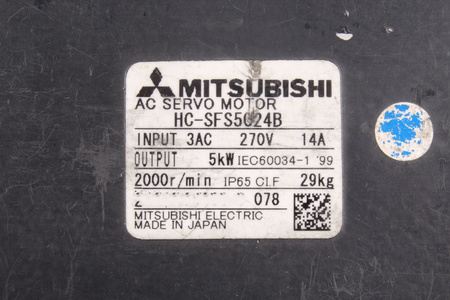 MITSUBISHI
AC SERVO MOTOR
HC-SFS5024B
INPUT 3AC 270V 14A
OUTPUT 5kW IEC60034-1 '99
2000r/min IP65 Cl.F 29kg
078
MITSUBISHI ELECTRIC
MADE IN JAPAN